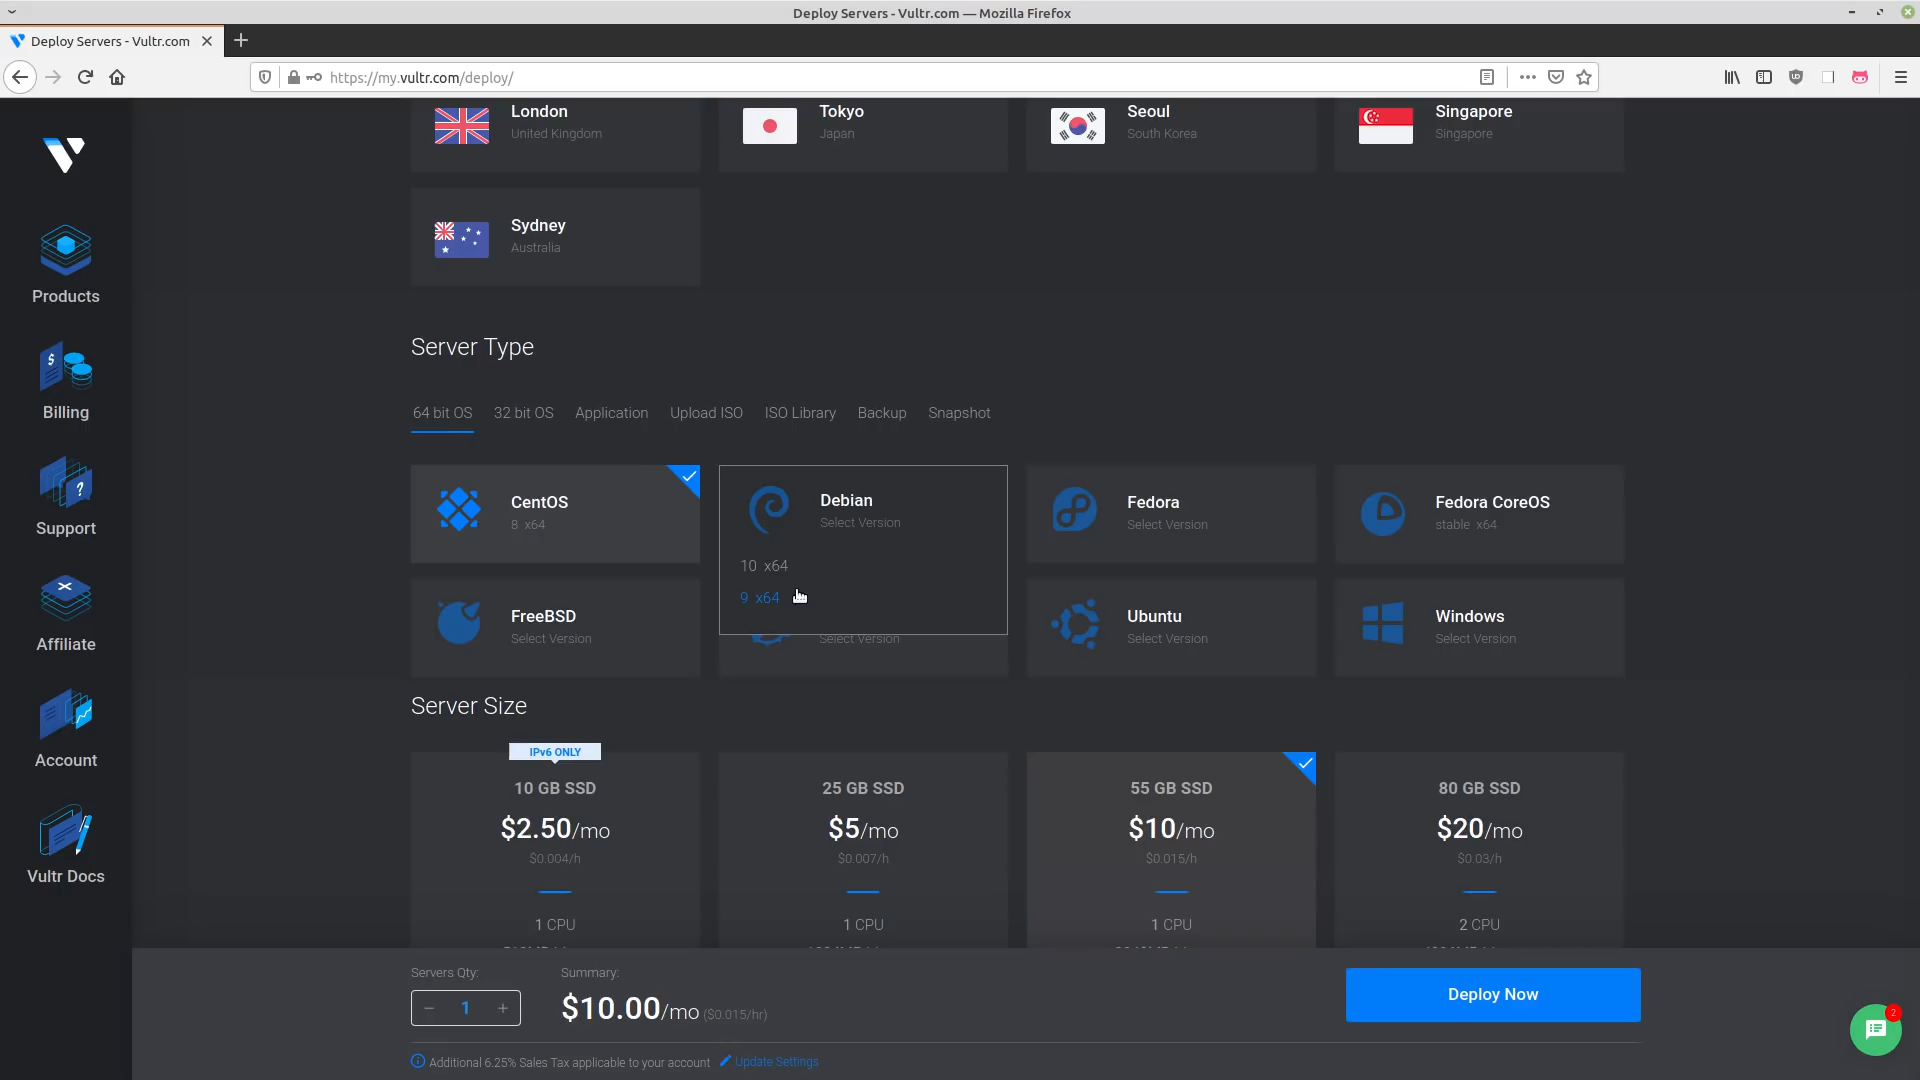 Deploy Servers - Vultr.com — Mozilla Firefox
Deploy Servers - Vultr.com
https://my.vultr.com/deploy/
London
United Kingdom
Tokyo
Japan
Seoul
South Korea
Singapore
Singapore
Sydney
Australia
Products
Billing
Support
Affiliate
Account
Vultr Docs
Server Type
64 bit OS 32 bit OS Application Upload ISO ISO Library Backup Snapshot
CentOS
8 x64
Debian
Select Version
10 x64
9 x64
Fedora
Select Version
Fedora CoreOS
stable x64
FreeBSD
Select Version
Select Version
Ubuntu
Select Version
Windows
Select Version
Server Size
IPv6 ONLY
10 GB SSD
$2.50/mo
$0.004/h
1 CPU
25 GB SSD
$5/mo
$0.007/h
1 CPU
55 GB SSD
$10/mo
$0.015/h
1 CPU
80 GB SSD
$20/mo
$0.03/h
2 CPU
Servers Qty:
1
Summary:
$10.00/mo ($0.015/hr)
Deploy Now
Additional 6.25% Sales Tax applicable to your account Update Settings
2